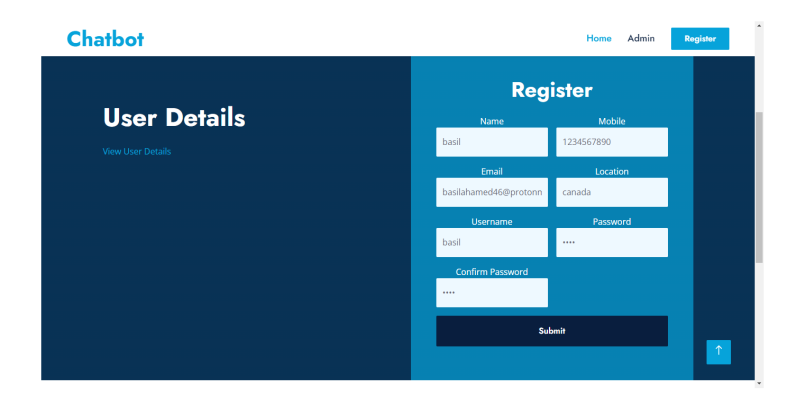 Chatbot
Home Admin Register
User Details
View User Details
Register
Name Mobile
basil 1234567890
Email Location
basilahamed46@protonn canada
Username Password
basil ••••
Confirm Password
••••
Submit